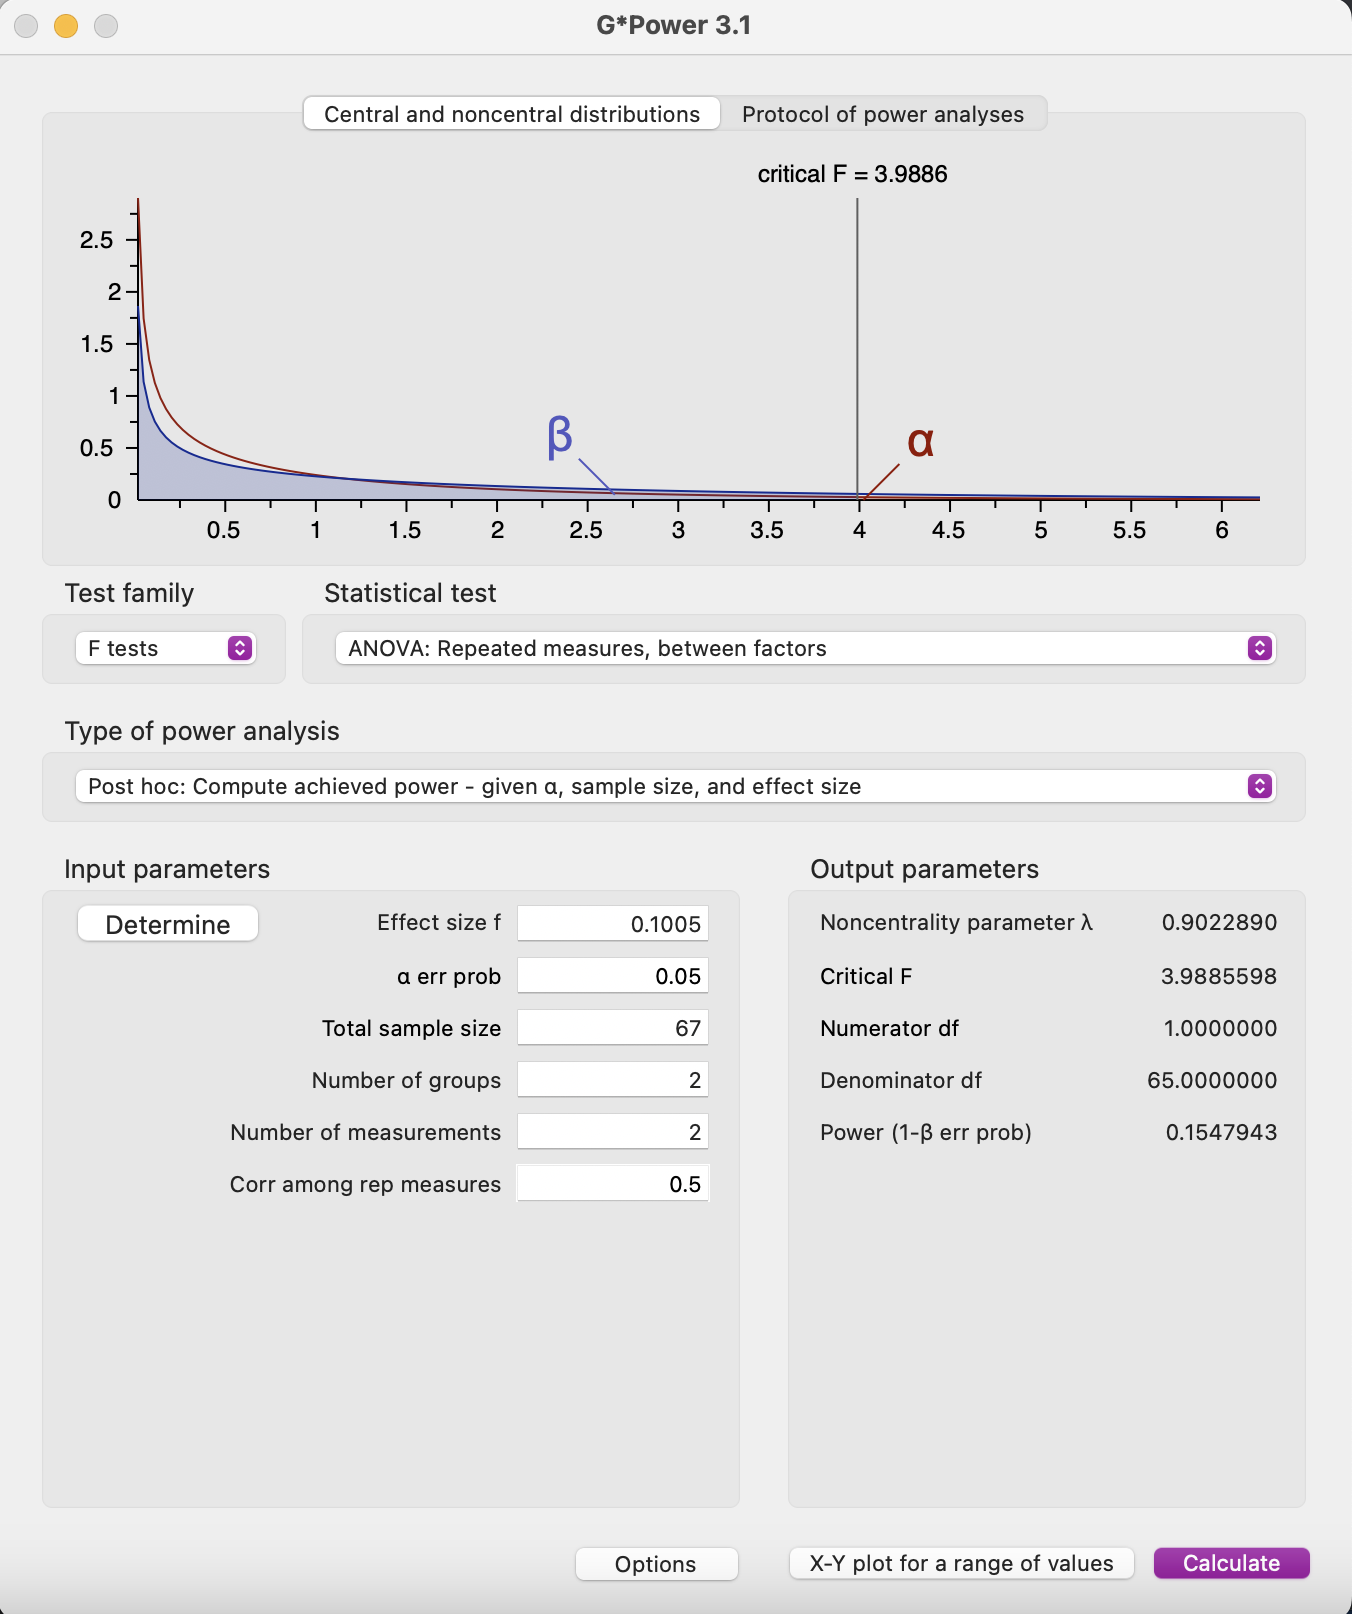 G*Power 3.1
Central and noncentral distributions
Protocol of power analyses
critical F = 3.9886
2.5
2
1.5
1
0.5
0
β
α
0.5 1 1.5 2 2.5 3 3.5 4 4.5 5 5.5 6
Test family
Statistical test
F tests
ANOVA: Repeated measures, between factors
Type of power analysis
Post hoc: Compute achieved power - given α, sample size, and effect size
Input parameters
Output parameters
Determine
Effect size f 0.1005
Noncentrality parameter λ 0.9022890
α err prob 0.05
Critical F 3.9885598
Total sample size 67
Numerator df 1.0000000
Number of groups 2
Denominator df 65.0000000
Number of measurements 2
Power (1-β err prob) 0.1547943
Corr among rep measures 0.5
Options
X-Y plot for a range of values
Calculate